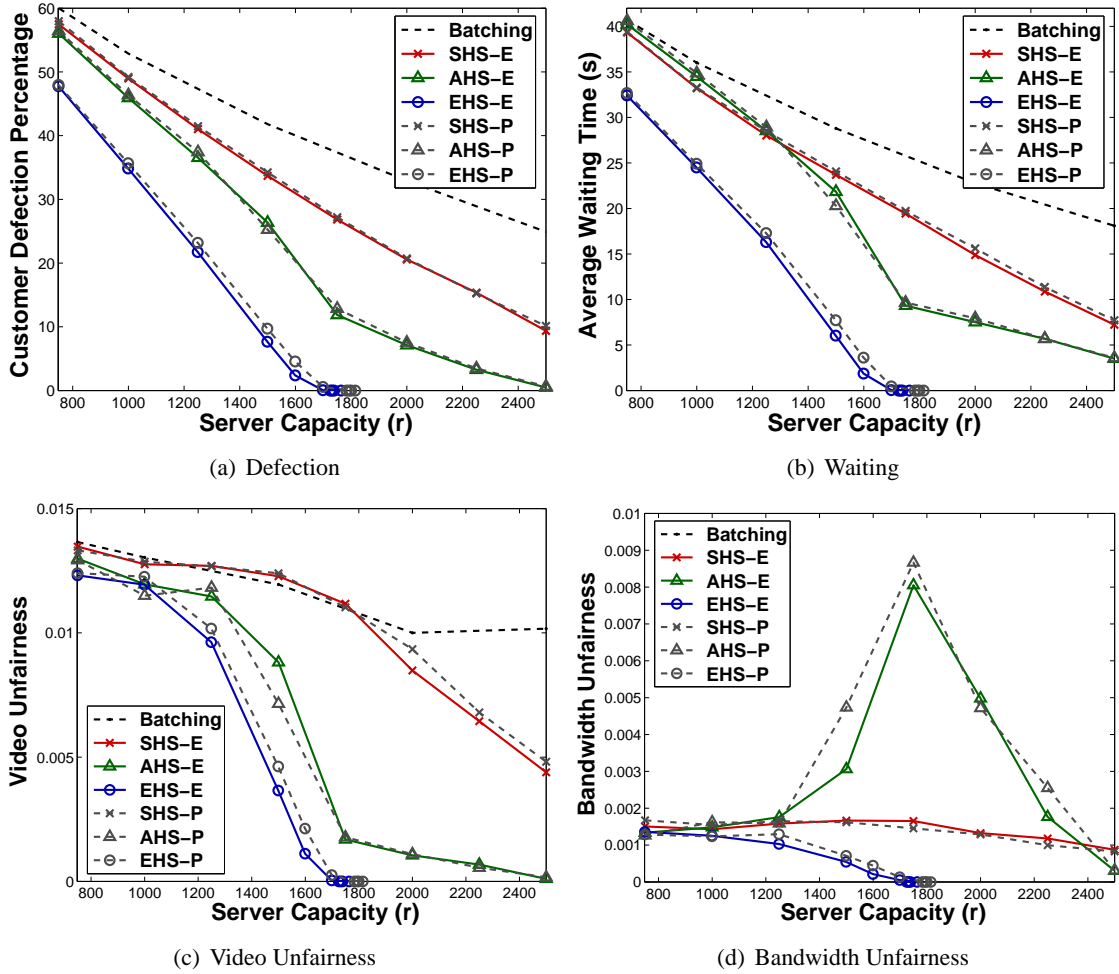 Customer Defection Percentage
60
50
40
30
20
10
0
800 1000 1200 1400 1600 1800 2000 2200 2400
Server Capacity (r)
Batching
SHS-E
AHS-E
EHS-E
SHS-P
AHS-P
EHS-P
(a) Defection
Average Waiting Time (s)
40
35
30
25
20
15
10
5
0
800 1000 1200 1400 1600 1800 2000 2200 2400
Server Capacity (r)
Batching
SHS-E
AHS-E
EHS-E
SHS-P
AHS-P
EHS-P
(b) Waiting
Video Unfairness
0.015
0.01
0.005
0
800 1000 1200 1400 1600 1800 2000 2200 2400
Server Capacity (r)
Batching
SHS-E
AHS-E
EHS-E
SHS-P
AHS-P
EHS-P
(c) Video Unfairness
Bandwidth Unfairness
0.01
0.009
0.008
0.007
0.006
0.005
0.004
0.003
0.002
0.001
0
800 1000 1200 1400 1600 1800 2000 2200 2400
Server Capacity (r)
Batching
SHS-E
AHS-E
EHS-E
SHS-P
AHS-P
EHS-P
(d) Bandwidth Unfairness